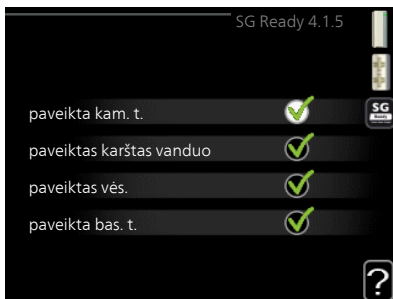 SG Ready 4.1.5
SG
Ready
paveikta kam. t.
paveiktas karštas vanduo
paveiktas vės.
paveikta bas. t.
?